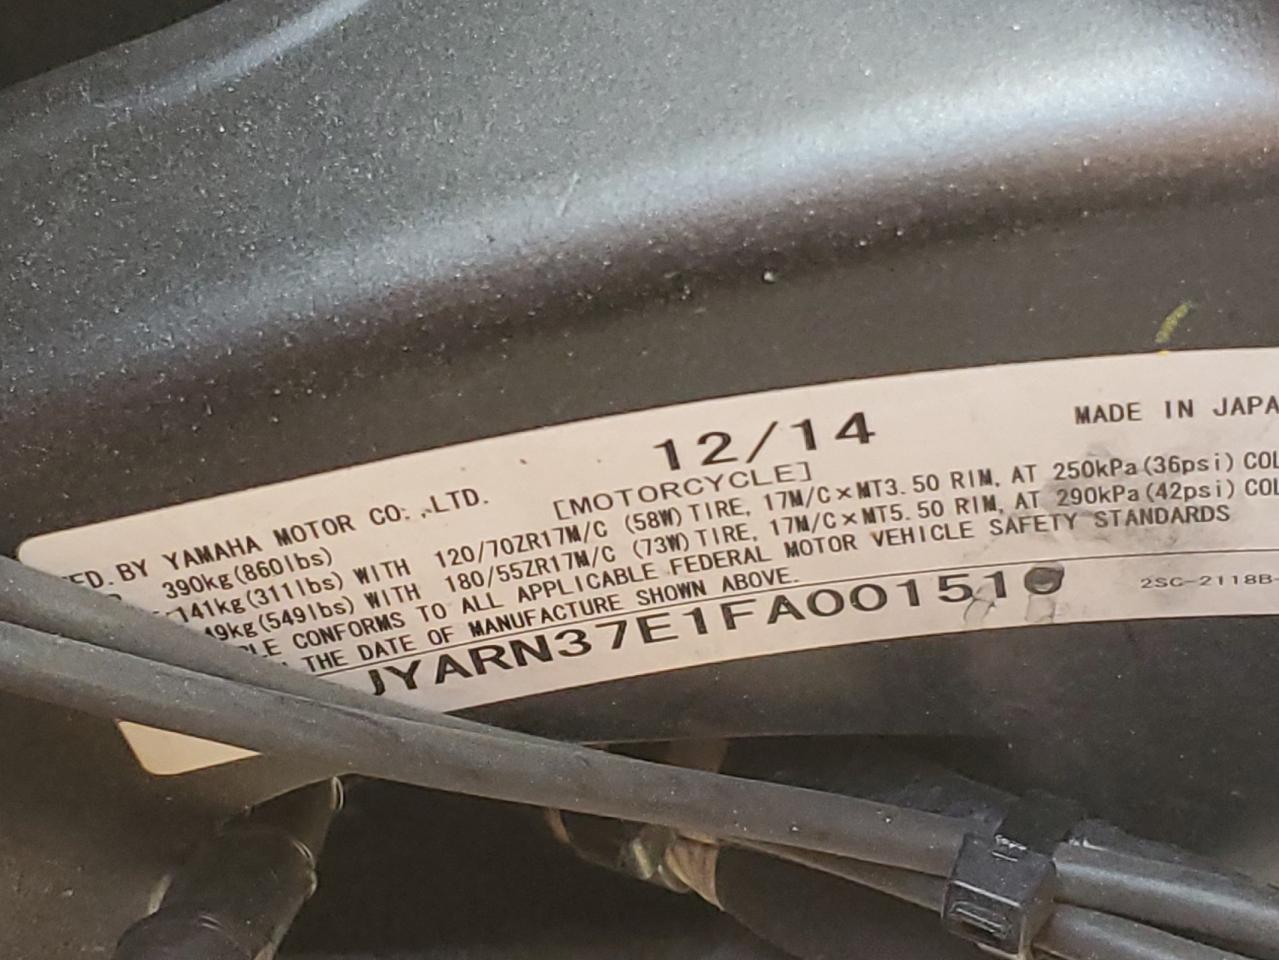 12/14
MADE IN JAPA
ED. BY YAMAHA MOTOR CO., LTD.
[MOTORCYCLE]
390kg(860lbs)
141kg(311lbs) WITH 120/70ZR17M/C (58W) TIRE, 17M/C×MT3.50 RIM, AT 250kPa(36psi) COL
49kg(549lbs) WITH 180/55ZR17M/C (73W) TIRE, 17M/C×MT5.50 RIM, AT 290kPa(42psi) COL
LE CONFORMS TO ALL APPLICABLE FEDERAL MOTOR VEHICLE SAFETY STANDARDS
THE DATE OF MANUFACTURE SHOWN ABOVE.
JYARN37E1FA00151
2SC-2118B-